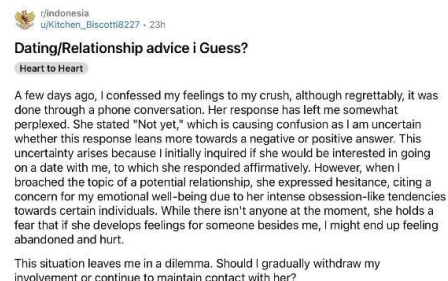 r/indonesia
u/Kitchen_Biscotti8227 • 23h
Dating/Relationship advice i Guess?
Heart to Heart
A few days ago, I confessed my feelings to my crush, although regrettably, it was
done through a phone conversation. Her response has left me somewhat
perplexed. She stated "Not yet," which is causing confusion as I am uncertain
whether this response leans more towards a negative or positive answer. This
uncertainty arises because I initially inquired if she would be interested in going
on a date with me, to which she responded affirmatively. However, when I
broached the topic of a potential relationship, she expressed hesitance, citing a
concern for my emotional well-being due to her intense obsession-like tendencies
towards certain individuals. While there isn't anyone at the moment, she holds a
fear that if she develops feelings for someone besides me, I might end up feeling
abandoned and hurt.
This situation leaves me in a dilemma. Should I gradually withdraw my
involvement or continue to maintain contact with her?